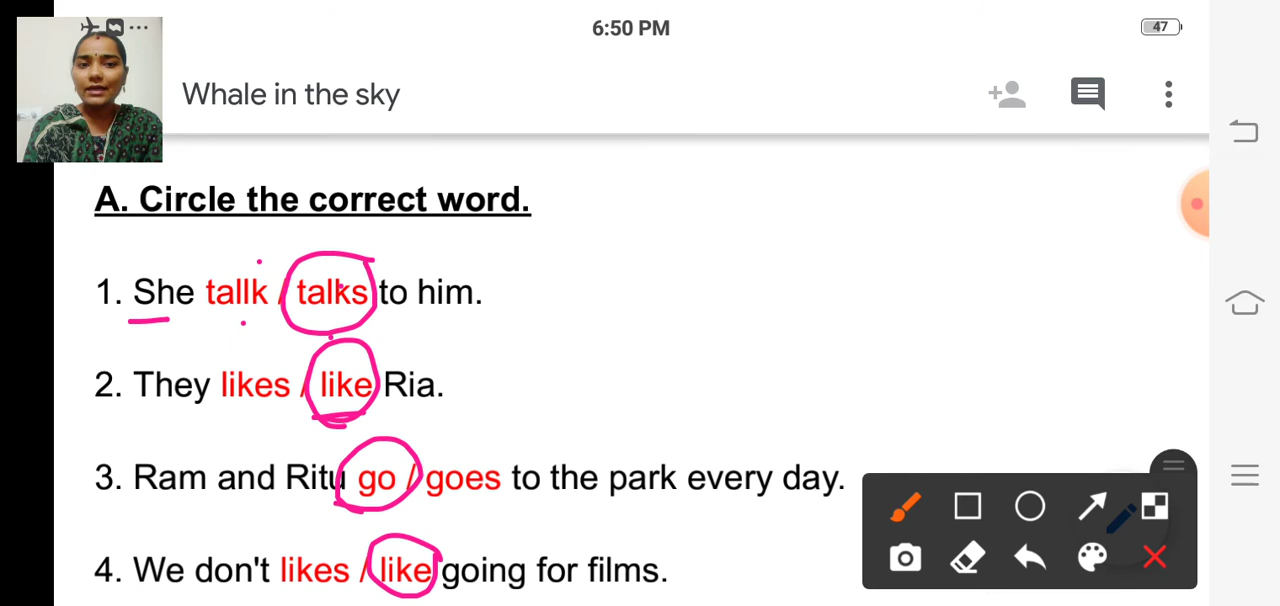 6:50 PM
47
Whale in the sky
A. Circle the correct word.
1. She tallk / talks to him.
2. They likes / like Ria.
3. Ram and Ritu go / goes to the park every day.
4. We don't likes / like going for films.